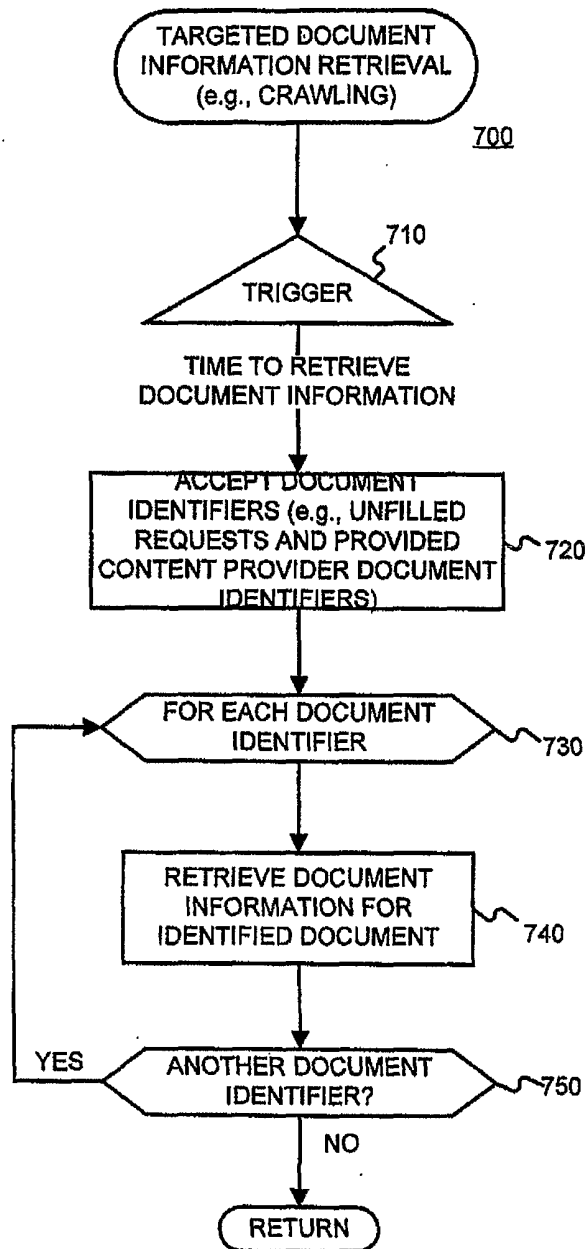 TARGETED DOCUMENT
INFORMATION RETRIEVAL
(e.g., CRAWLING)
700
710
TRIGGER
TIME TO RETRIEVE
DOCUMENT INFORMATION
ACCEPT DOCUMENT
IDENTIFIERS (e.g., UNFILLED
REQUESTS AND PROVIDED
CONTENT PROVIDER DOCUMENT
IDENTIFIERS)
720
FOR EACH DOCUMENT
IDENTIFIER
730
RETRIEVE DOCUMENT
INFORMATION FOR
IDENTIFIED DOCUMENT
740
YES
ANOTHER DOCUMENT
IDENTIFIER?
750
NO
RETURN